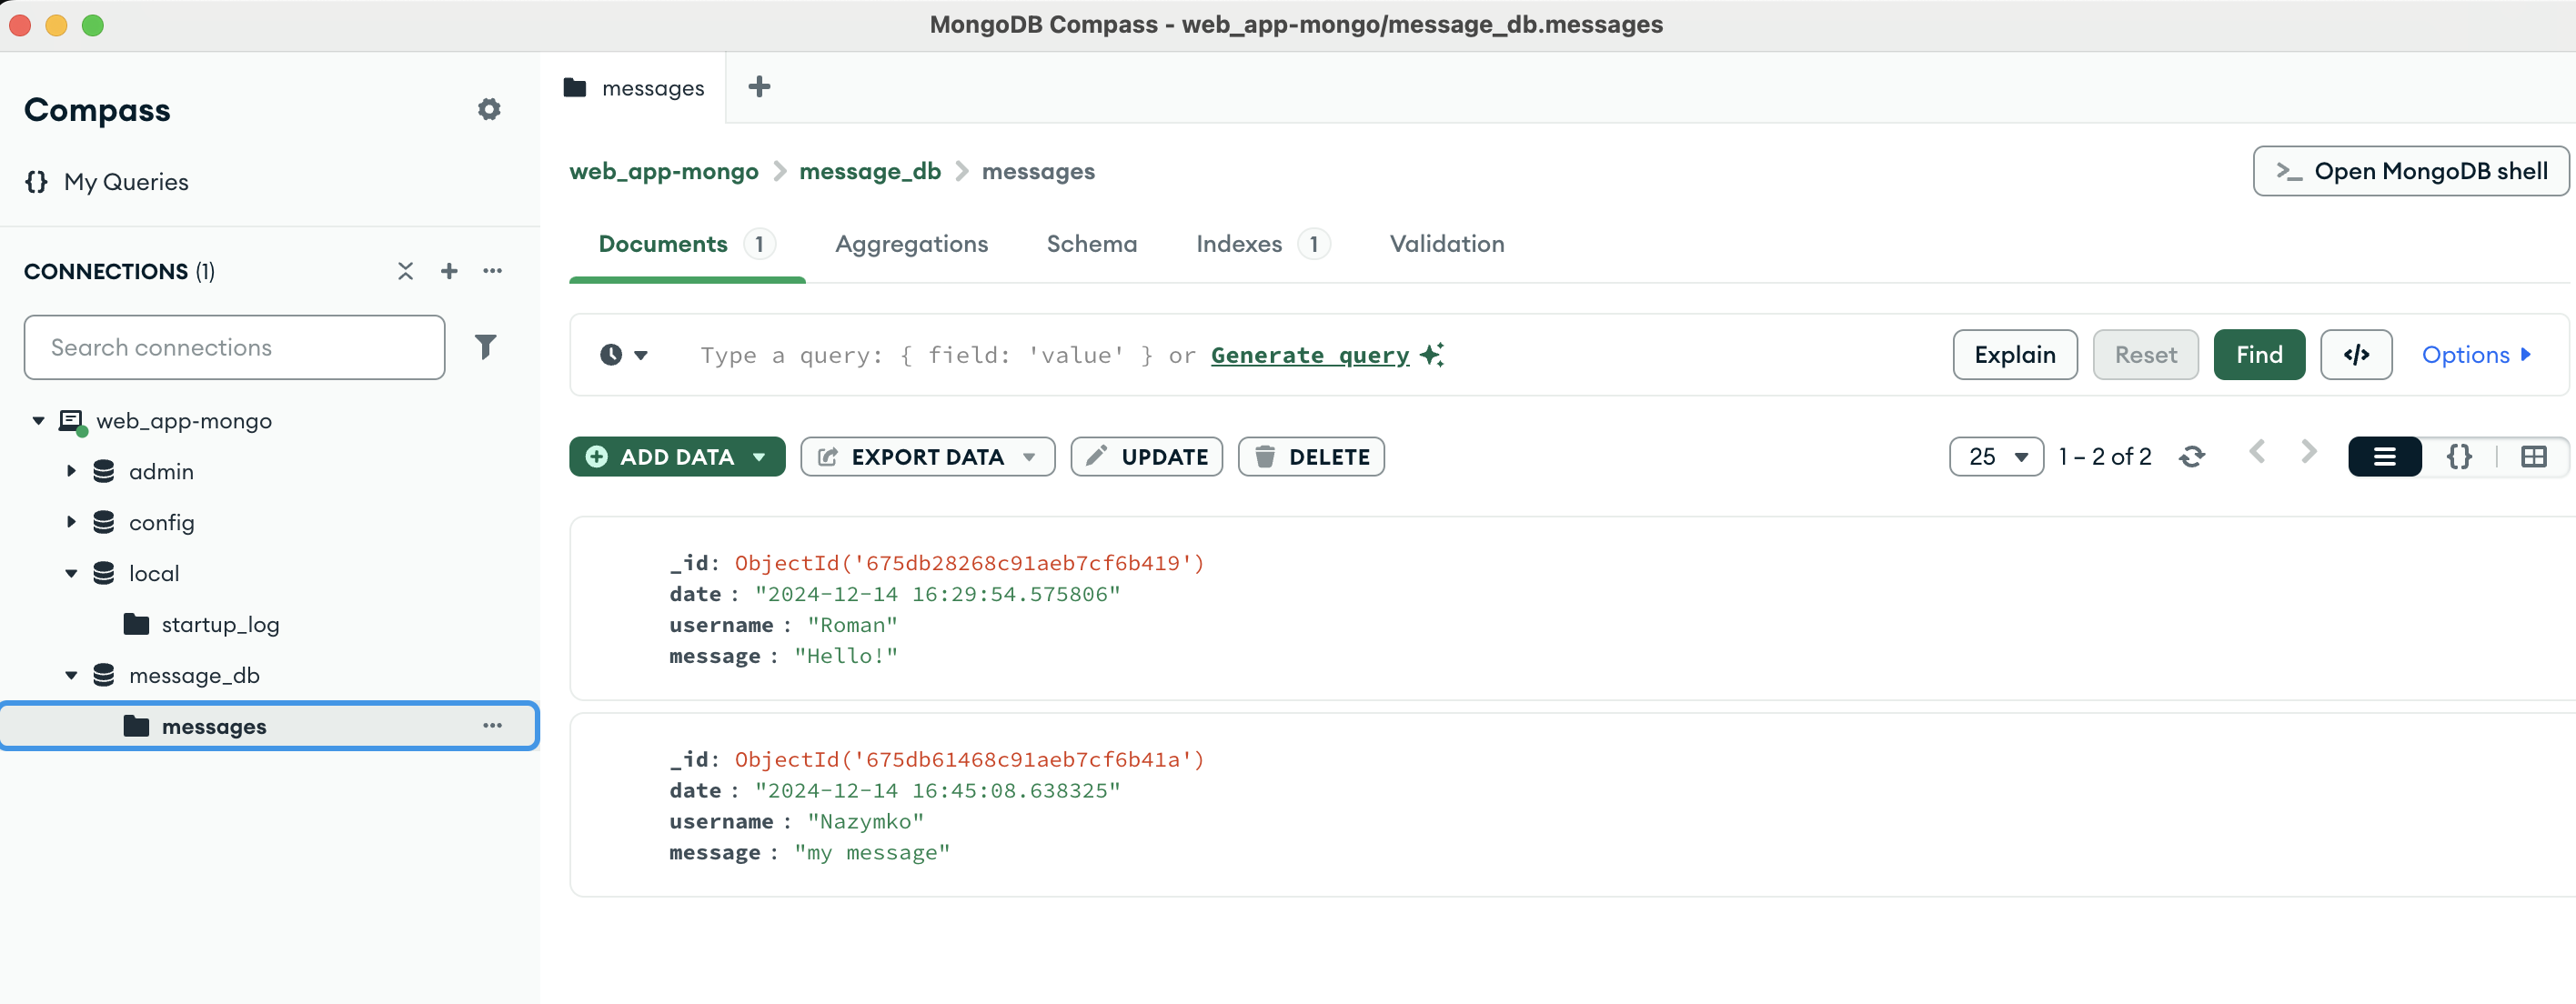 MongoDB Compass - web_app-mongo/message_db.messages
Compass
{} My Queries
CONNECTIONS (1)
Search connections
web_app-mongo
admin
config
local
startup_log
message_db
messages
messages
web_app-mongo > message_db > messages
>_ Open MongoDB shell
Documents 1 Aggregations Schema Indexes 1 Validation
Type a query: { field: 'value' } or Generate query
Explain Reset Find </> Options
ADD DATA EXPORT DATA UPDATE DELETE
25 1 – 2 of 2 {}
_id: ObjectId('675db28268c91aeb7cf6b419')
date : "2024-12-14 16:29:54.575806"
username : "Roman"
message : "Hello!"
_id: ObjectId('675db61468c91aeb7cf6b41a')
date : "2024-12-14 16:45:08.638325"
username : "Nazymko"
message : "my message"